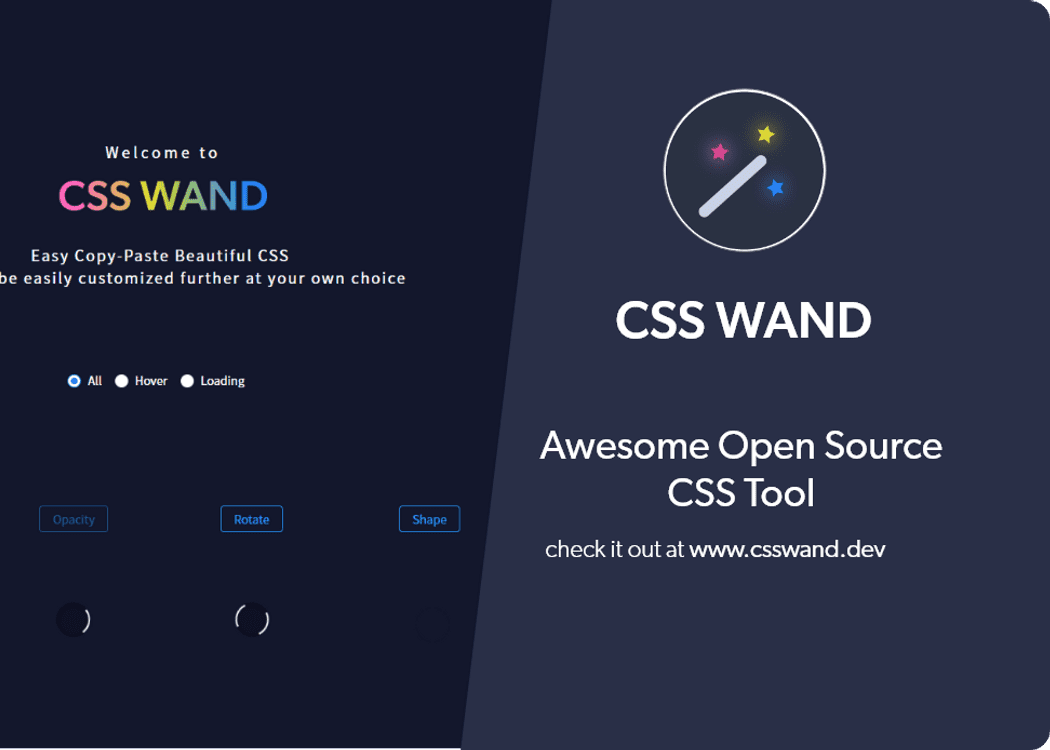 Welcome to
CSS WAND
Easy Copy-Paste Beautiful CSS
be easily customized further at your own choice
All Hover Loading
Opacity Rotate Shape
CSS WAND
Awesome Open Source
CSS Tool
check it out at www.csswand.dev